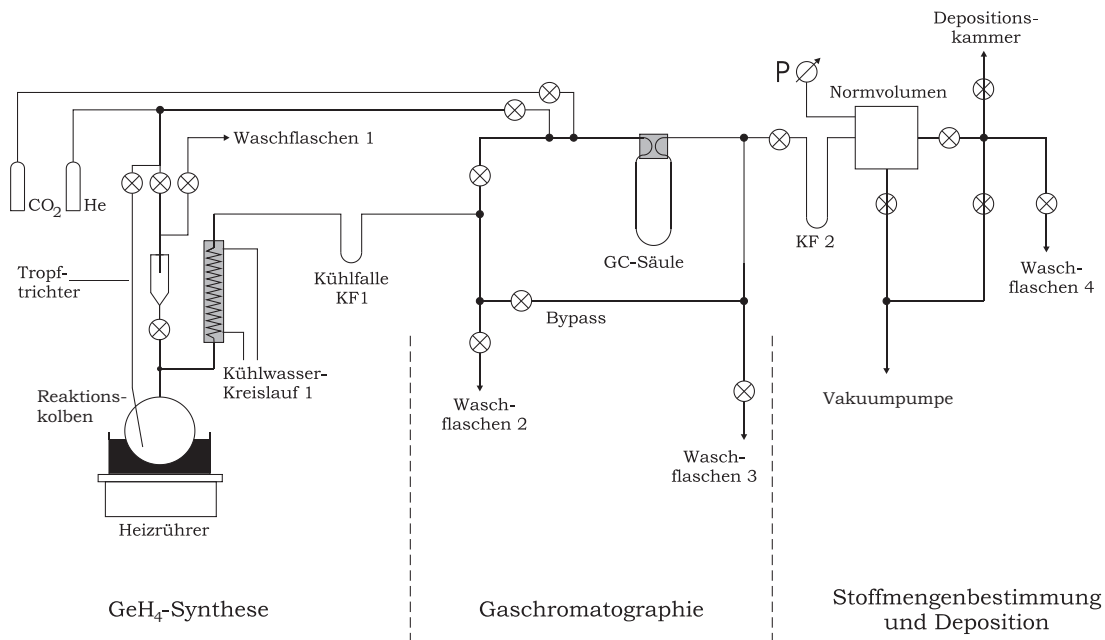 Depositions-
kammer
P
Normvolumen
Waschflaschen 1
CO2
He
KF 2
GC-Säule
Kühlfalle
KF1
Tropf-
trichter
Wasch-
flaschen 4
Bypass
Kühlwasser-
Kreislauf 1
Reaktions-
kolben
Wasch-
flaschen 2
Vakuumpumpe
Wasch-
flaschen 3
Heizrührer
GeH4-Synthese
Gaschromatographie
Stoffmengenbestimmung
und Deposition